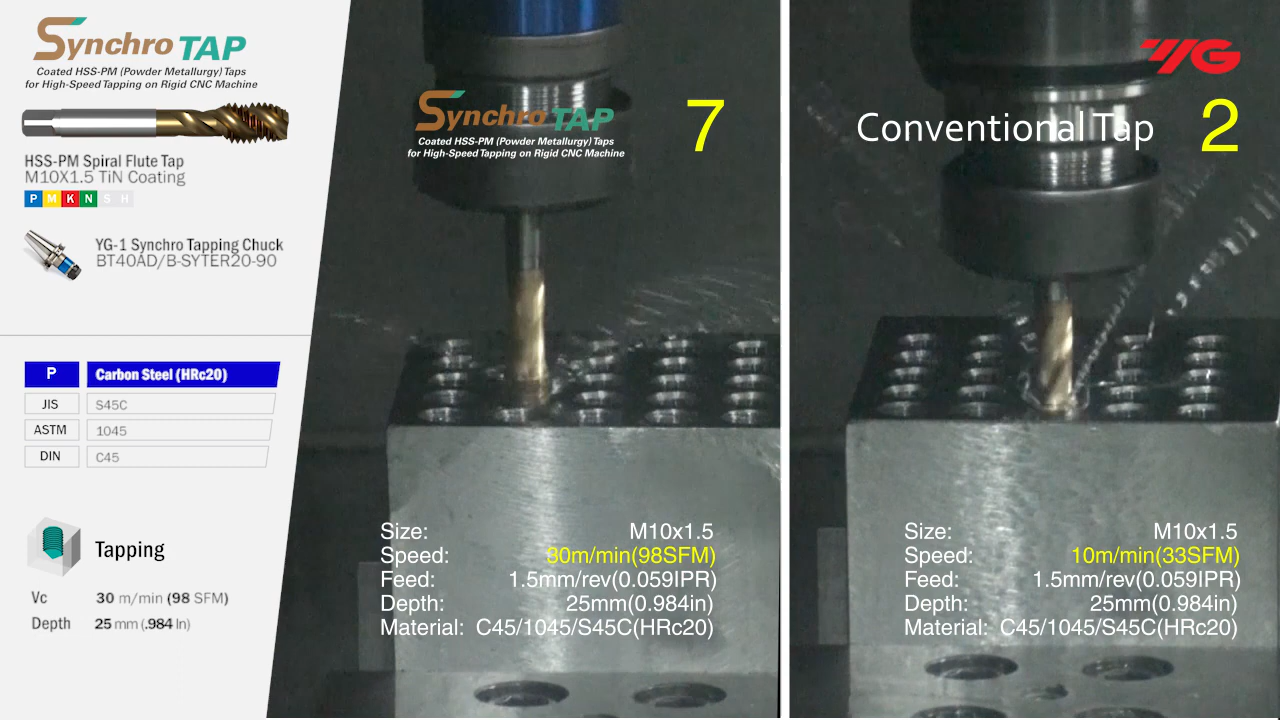 Synchro TAP
Coated HSS-PM (Powder Metallurgy) Taps
for High-Speed Tapping on Rigid CNC Machine
HSS-PM Spiral Flute Tap
M10X1.5 TiN Coating
P M K N S H
YG-1 Synchro Tapping Chuck
BT40AD/B-SYTER20-90
P Carbon Steel (HRc20)
JIS S45C
ASTM 1045
DIN C45
Tapping
Vc 30 m/min (98 SFM)
Depth 25 mm (.984 in)
Synchro TAP
Coated HSS-PM (Powder Metallurgy) Taps
for High-Speed Tapping on Rigid CNC Machine
7
Size: M10x1.5
Speed: 30m/min(98SFM)
Feed: 1.5mm/rev(0.059IPR)
Depth: 25mm(0.984in)
Material: C45/1045/S45C(HRc20)
YG
Conventional Tap 2
Size: M10x1.5
Speed: 10m/min(33SFM)
Feed: 1.5mm/rev(0.059IPR)
Depth: 25mm(0.984in)
Material: C45/1045/S45C(HRc20)